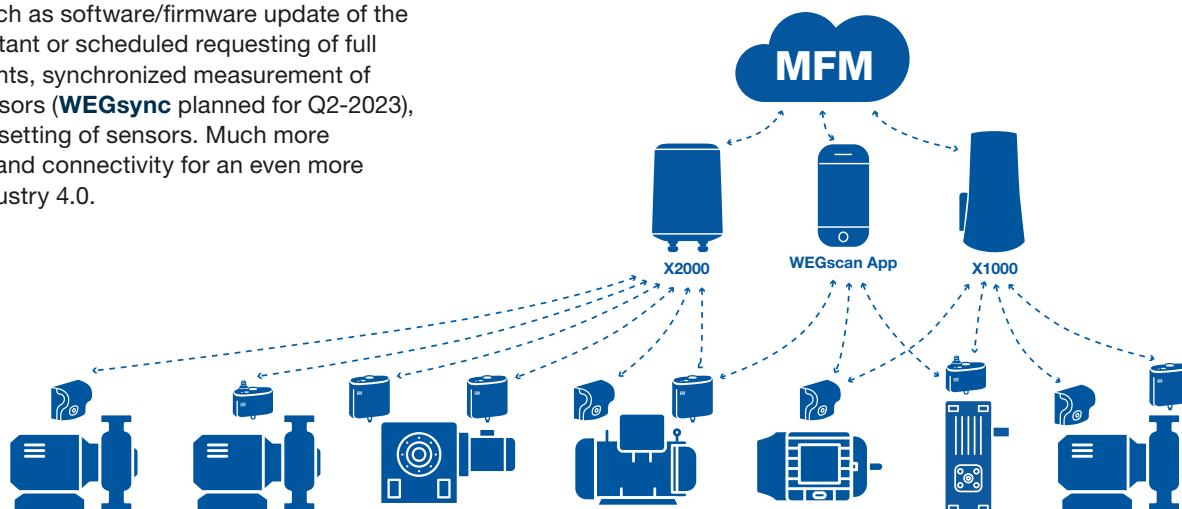 ch as software/firmware update of the
tant or scheduled requesting of full
nts, synchronized measurement of
sors (WEGsync planned for Q2-2023),
setting of sensors. Much more
and connectivity for an even more
ustry 4.0.
MFM
X2000
WEGscan App
X1000